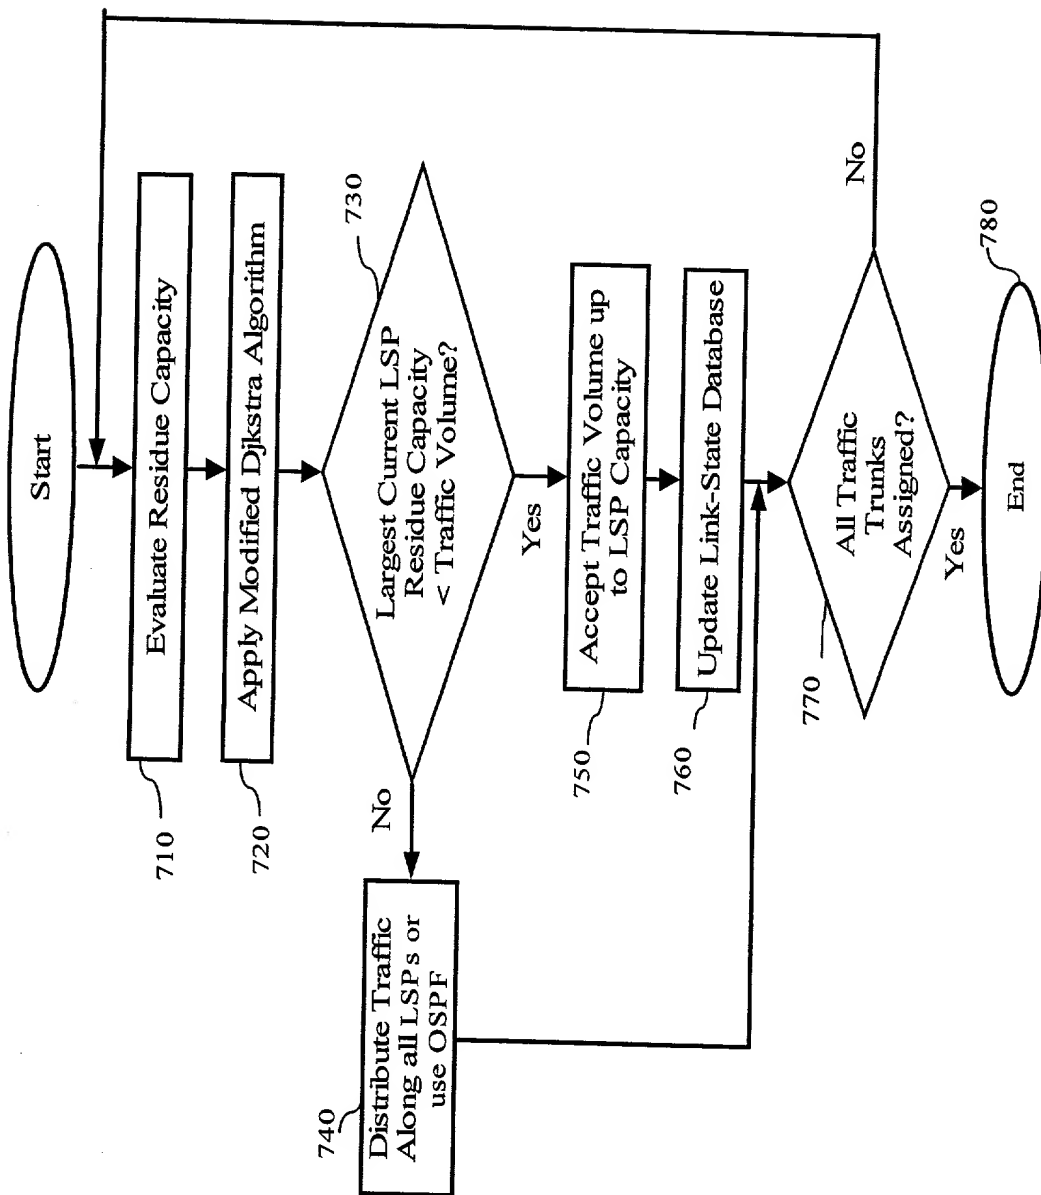 Start
Evaluate Residue Capacity
710
Apply Modified Djkstra Algorithm
720
Largest Current LSP
Residue Capacity
< Traffic Volume?
730
No
Yes
Distribute Traffic
Along all LSPs or
use OSPF
740
Accept Traffic Volume up
to LSP Capacity
750
Update Link-State Database
760
All Traffic
Trunks
Assigned?
770
No
Yes
End
780